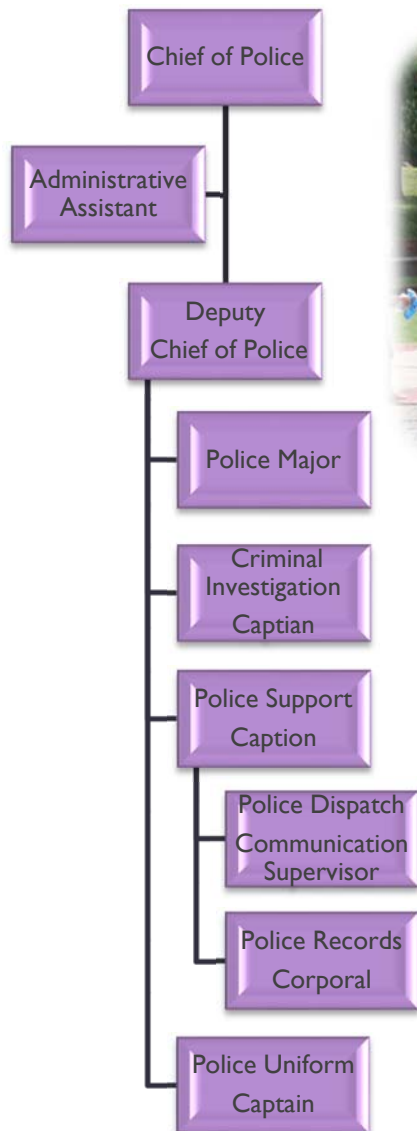 Chief of Police
Administrative
Assistant
Deputy
Chief of Police
Police Major
Criminal
Investigation
Captian
Police Support
Caption
Police Dispatch
Communication
Supervisor
Police Records
Corporal
Police Uniform
Captain